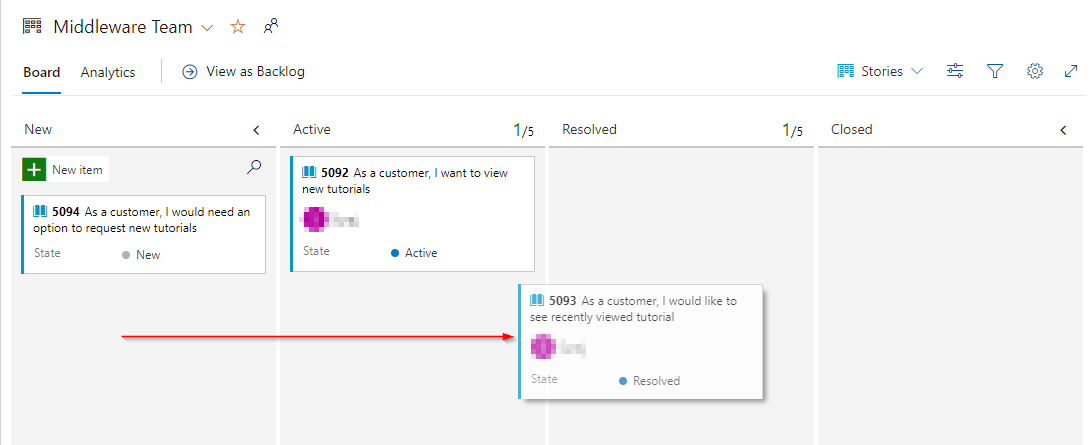 Middleware Team
Board Analytics View as Backlog Stories
New Active 1/5 Resolved 1/5 Closed
New item
5092 As a customer, I want to view
new tutorials
State Active
5094 As a customer, I would need an
option to request new tutorials
State New
5093 As a customer, I would like to
see recently viewed tutorial
State Resolved